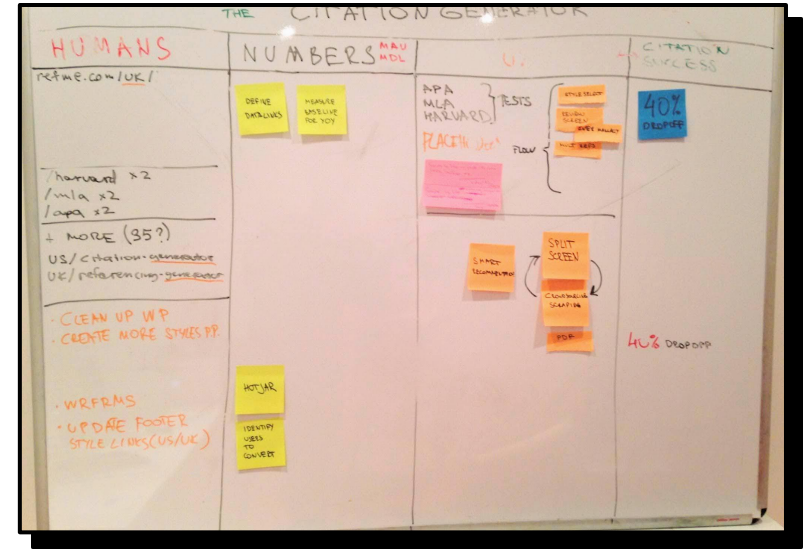 THE CITATION GENERATOR
HUMANS
NUMBERS MAU
MDL
CITATION
SUCCESS
refme.com/UK/
DEFINE
DATALINKS
MEASURE
BASELINE
FOR YOY
APA
MLA
HARVARD
TESTS
FLOW
STYLE SELECT
40%
DROPOFF
/harvard x2
/mla x2
/apa x2
+ MORE (35?)
US/citation-generator
UK/referencing-generator
SMART
SPLIT
SCREEN
CROWDSOURCING
SCRAPING
PDF
· CLEAN UP WP
· CREATE MORE STYLES PP.
40% DROPOFF
HOTJAR
· WRFRMS
· UPDATE FOOTER
STYLE LINKS (US/UK)
IDENTIFY
USERS
TO
CONVERT